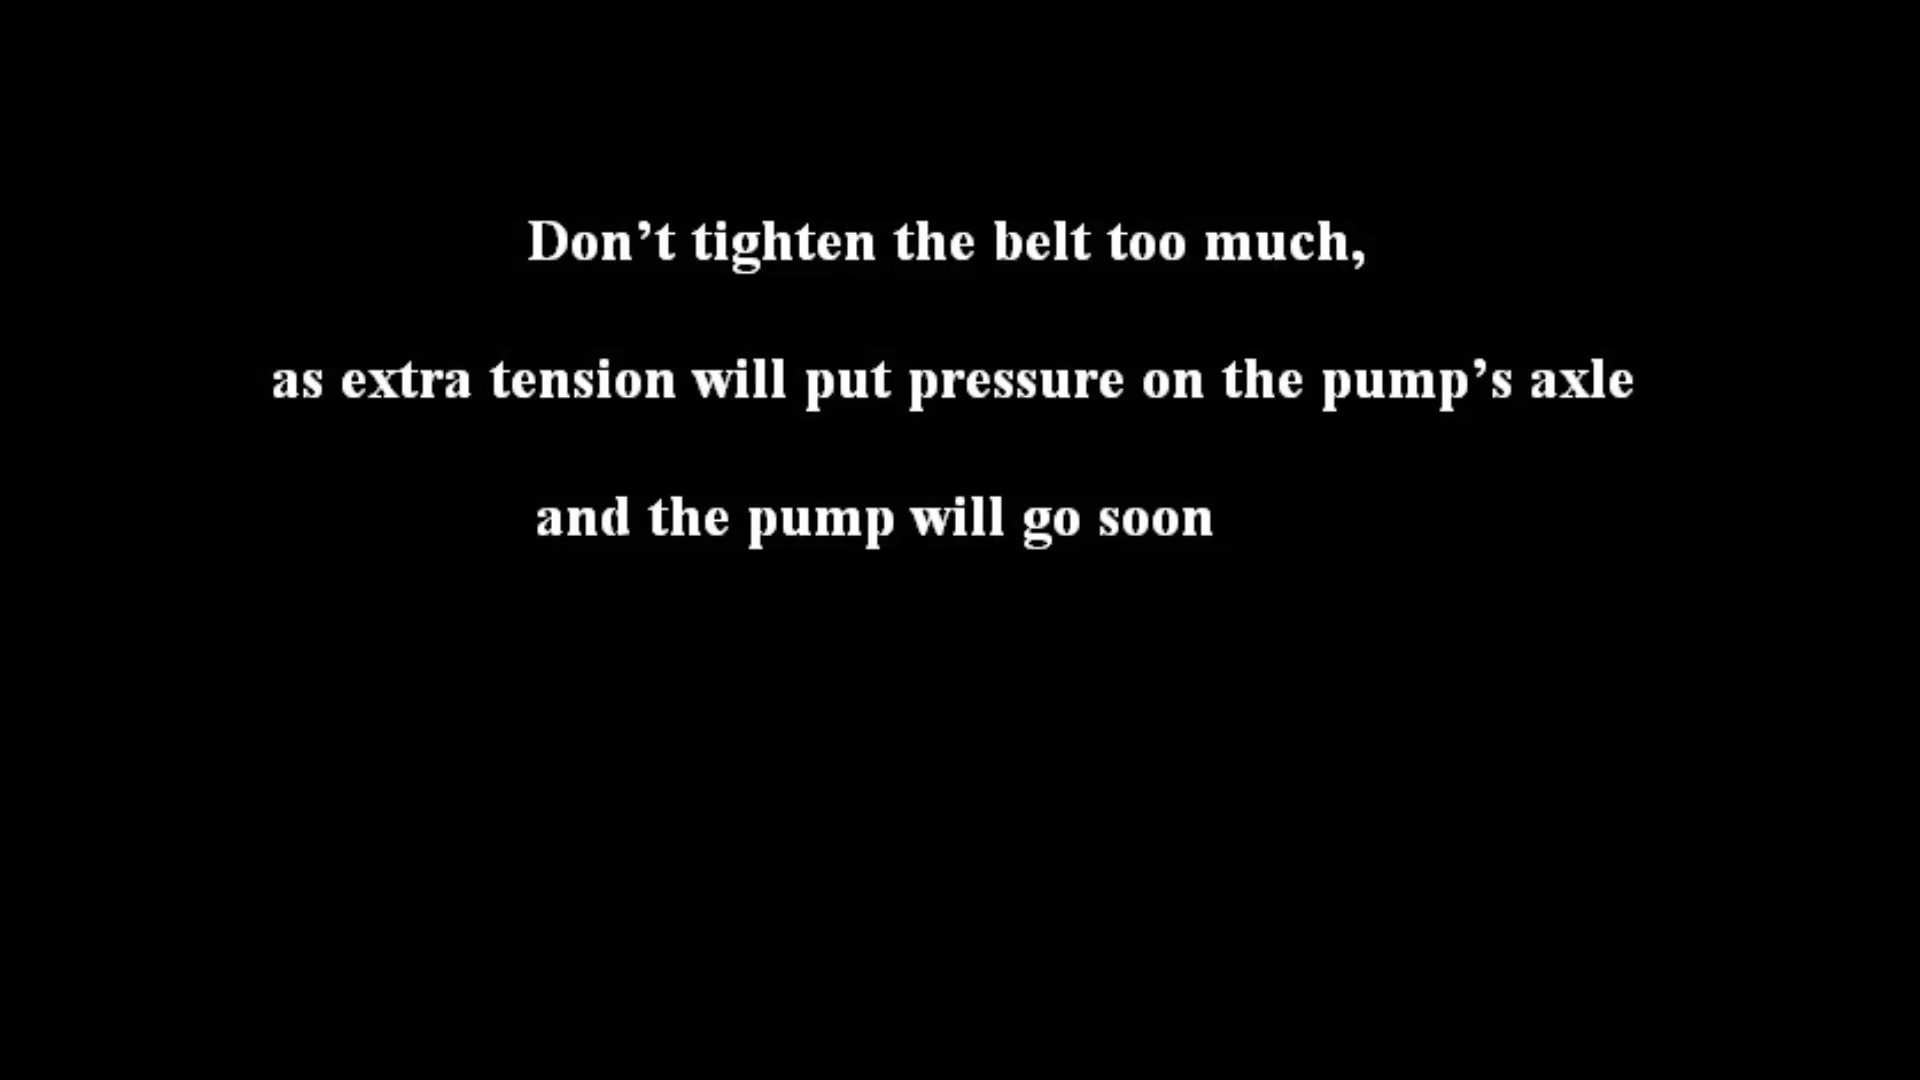 Don’t tighten the belt too much,
as extra tension will put pressure on the pump’s axle
and the pump will go soon